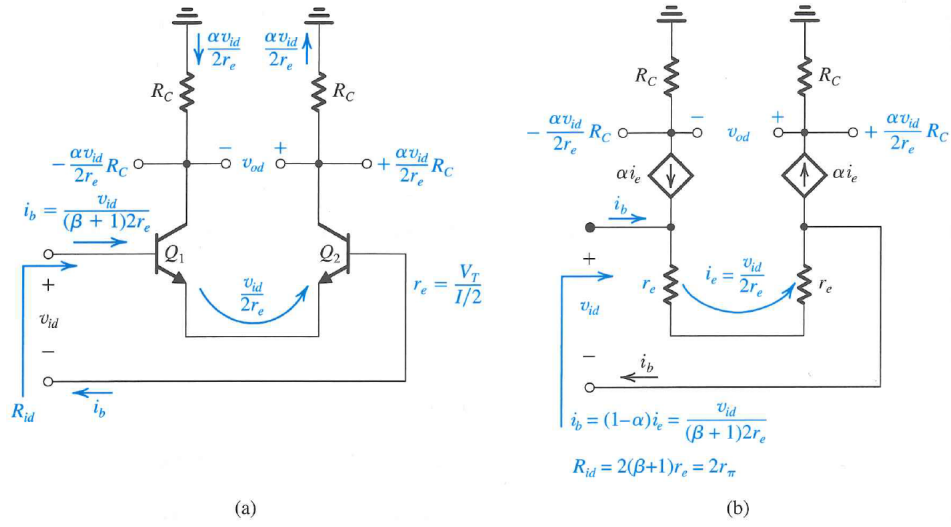 αv_id/2r_e
αv_id/2r_e
R_C
R_C
− αv_id/2r_e R_C
−
v_od
+
+ αv_id/2r_e R_C
i_b = v_id/(β + 1)2r_e
Q_1
Q_2
+
v_id
−
v_id/2r_e
r_e = V_T/I/2
R_id
i_b
(a)
R_C
R_C
− αv_id/2r_e R_C
−
v_od
+
+ αv_id/2r_e R_C
αi_e
αi_e
i_b
+
v_id
−
r_e
i_e = v_id/2r_e
r_e
i_b
i_b = (1–α)i_e = v_id/(β + 1)2r_e
R_id = 2(β+1)r_e = 2r_π
(b)